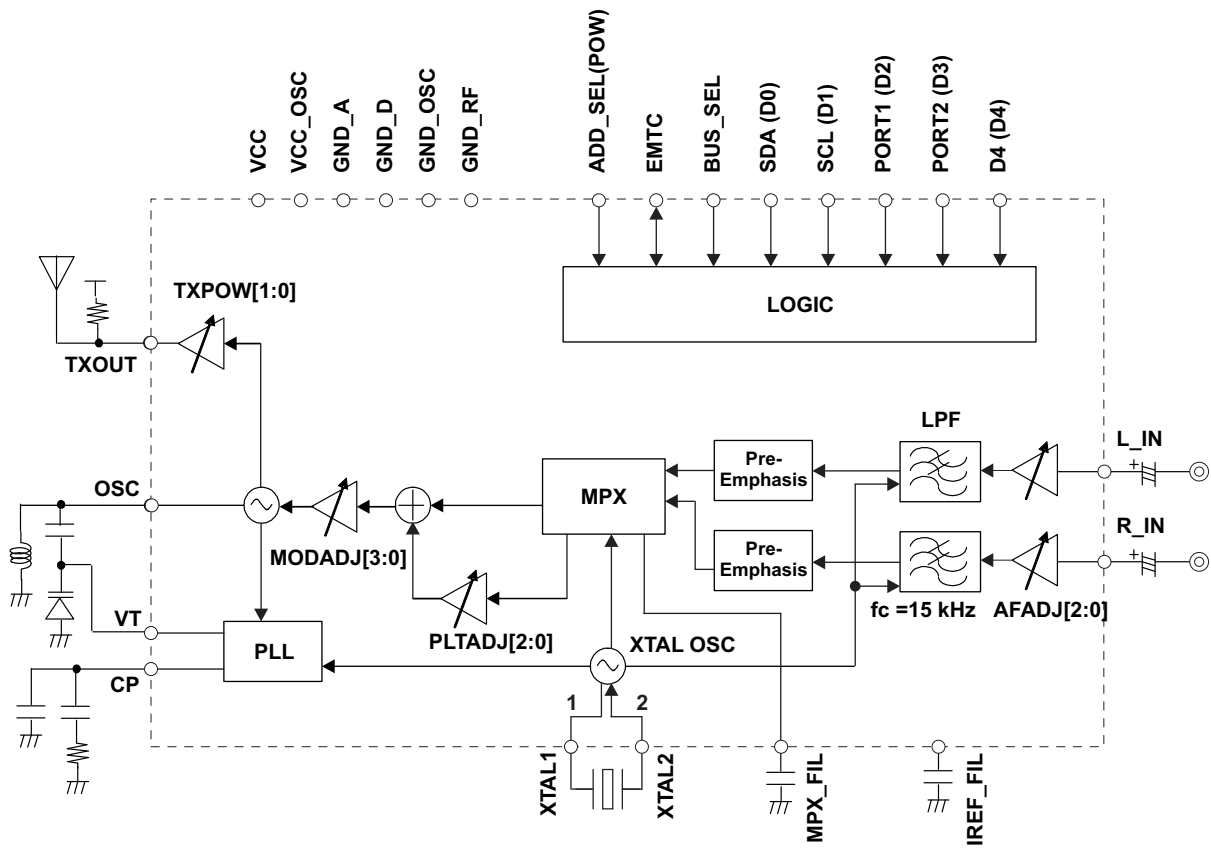 VCC
VCC_OSC
GND_A
GND_D
GND_OSC
GND_RF
ADD_SEL(POW)
EMTC
BUS_SEL
SDA (D0)
SCL (D1)
PORT1 (D2)
PORT2 (D3)
D4 (D4)
TXPOW[1:0]
LOGIC
TXOUT
LPF
L_IN
+
Pre-
Emphasis
OSC
MPX
R_IN
+
Pre-
Emphasis
MODADJ[3:0]
fc =15 kHz
AFADJ[2:0]
VT
PLTADJ[2:0]
XTAL OSC
PLL
CP
1
2
XTAL1
XTAL2
MPX_FIL
IREF_FIL